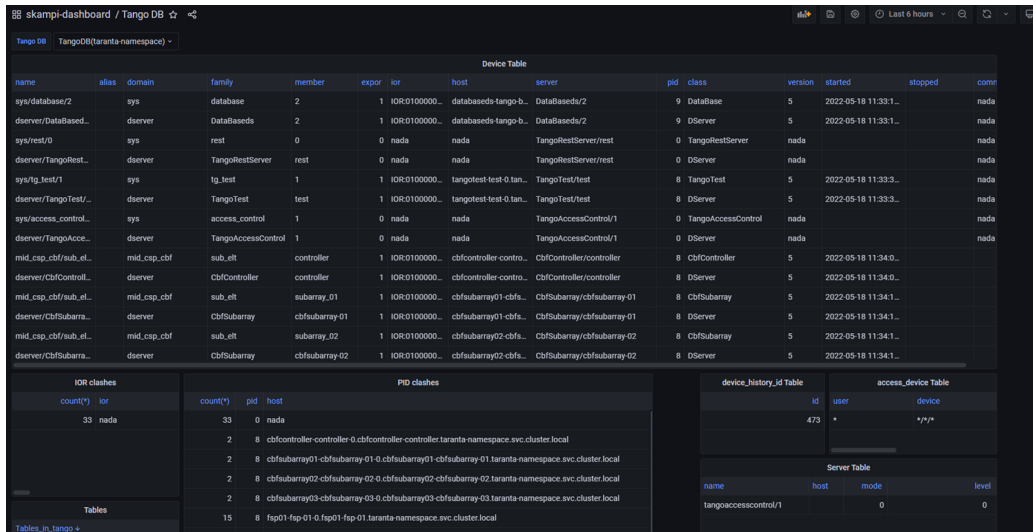 skampi-dashboard / Tango DB
Last 6 hours
Tango DB TangoDB(taranta-namespace)
Device Table
name alias domain family member expor ior host server pid class version started stopped comn
sys/database/2 sys database 2 1 IOR:0100000... databaseds-tango-b... DataBaseds/2 9 DataBase 5 2022-05-18 11:33:1... nada
dserver/DataBased... dserver DataBaseds 2 1 IOR:0100000... databaseds-tango-b... DataBaseds/2 9 DServer 5 2022-05-18 11:33:1... nada
sys/rest/0 sys rest 0 0 nada nada TangoRestServer/rest 0 TangoRestServer nada nada
dserver/TangoRest... dserver TangoRestServer rest 0 nada nada TangoRestServer/rest 0 DServer nada nada
sys/tg_test/1 sys tg_test 1 1 IOR:0100000... tangotest-test-0.tan... TangoTest/test 8 TangoTest 5 2022-05-18 11:33:3... nada
dserver/TangoTest/... dserver TangoTest test 1 IOR:0100000... tangotest-test-0.tan... TangoTest/test 8 DServer 5 2022-05-18 11:33:3... nada
sys/access_control... sys access_control 1 0 nada nada TangoAccessControl/1 0 TangoAccessControl nada nada
dserver/TangoAcce... dserver TangoAccessControl 1 0 nada nada TangoAccessControl/1 0 DServer nada nada
mid_csp_cbf/sub_el... mid_csp_cbf sub_elt controller 1 IOR:0100000... cbfcontroller-contro... CbfController/controller 8 CbfController 5 2022-05-18 11:34:0...
dserver/CbfControll... dserver CbfController controller 1 IOR:0100000... cbfcontroller-contro... CbfController/controller 8 DServer 5 2022-05-18 11:34:0...
mid_csp_cbf/sub_el... mid_csp_cbf sub_elt subarray_01 1 IOR:0100000... cbfsubarray01-cbfs... CbfSubarray/cbfsubarray-01 8 CbfSubarray 5 2022-05-18 11:34:1...
dserver/CbfSubarra... dserver CbfSubarray cbfsubarray-01 1 IOR:0100000... cbfsubarray01-cbfs... CbfSubarray/cbfsubarray-01 8 DServer 5 2022-05-18 11:34:1...
mid_csp_cbf/sub_el... mid_csp_cbf sub_elt subarray_02 1 IOR:0100000... cbfsubarray02-cbfs... CbfSubarray/cbfsubarray-02 8 CbfSubarray 5 2022-05-18 11:34:1...
dserver/CbfSubarra... dserver CbfSubarray cbfsubarray-02 1 IOR:0100000... cbfsubarray02-cbfs... CbfSubarray/cbfsubarray-02 8 DServer 5 2022-05-18 11:34:1...
IOR clashes
count(*) ior
33 nada
PID clashes
count(*) pid host
33 0 nada
2 8 cbfcontroller-controller-0.cbfcontroller-controller.taranta-namespace.svc.cluster.local
2 8 cbfsubarray01-cbfsubarray-01-0.cbfsubarray01-cbfsubarray-01.taranta-namespace.svc.cluster.local
2 8 cbfsubarray02-cbfsubarray-02-0.cbfsubarray02-cbfsubarray-02.taranta-namespace.svc.cluster.local
2 8 cbfsubarray03-cbfsubarray-03-0.cbfsubarray03-cbfsubarray-03.taranta-namespace.svc.cluster.local
15 8 fsp01-fsp-01-0.fsp01-fsp-01.taranta-namespace.svc.cluster.local
device_history_id Table
id
473
access_device Table
user device
* */*/*
Server Table
name host mode level
tangoaccesscontrol/1 0 0
Tables
Tables_in_tango